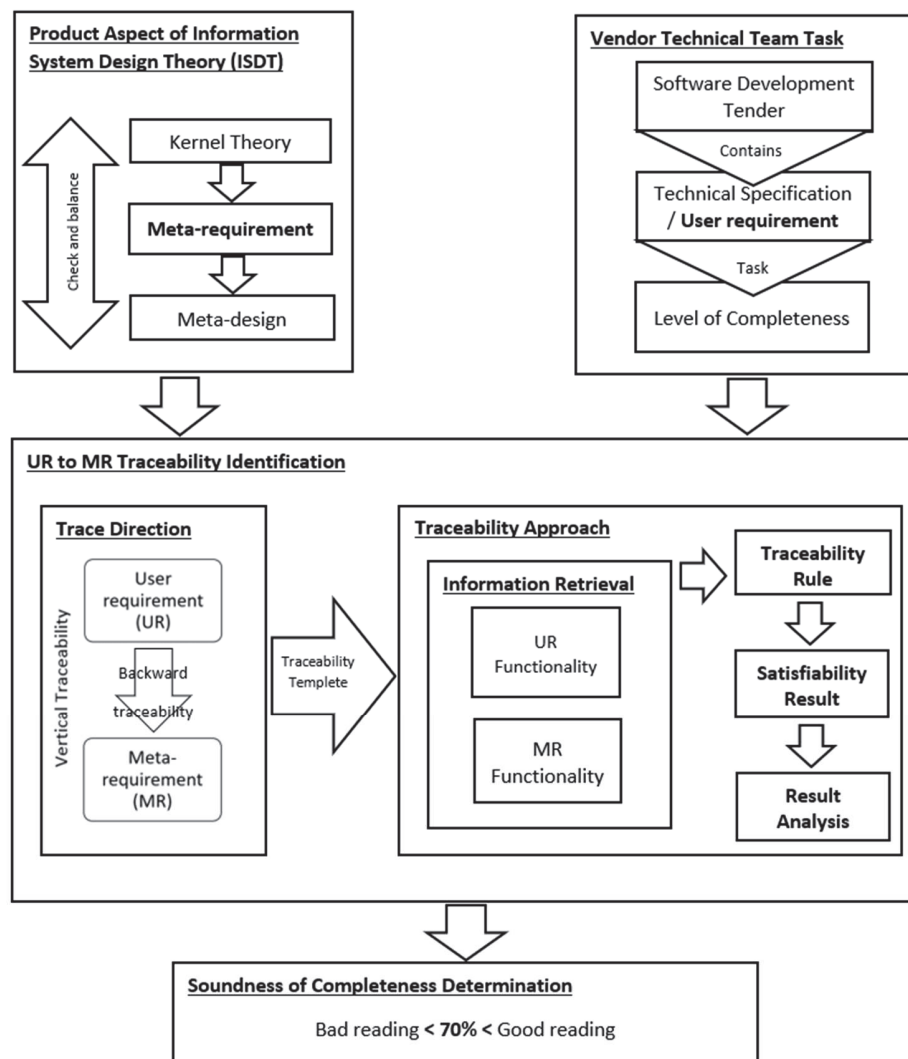 Product Aspect of Information
System Design Theory (ISDT)
Check and balance
Kernel Theory
Meta-requirement
Meta-design
Vendor Technical Team Task
Software Development
Tender
Contains
Technical Specification
/ User requirement
Task
Level of Completeness
UR to MR Traceability Identification
Trace Direction
Vertical Traceability
User
requirement
(UR)
Backward
traceability
Meta-
requirement
(MR)
Traceability
Templete
Traceability Approach
Information Retrieval
UR
Functionality
MR
Functionality
Traceability
Rule
Satisfiability
Result
Result
Analysis
Soundness of Completeness Determination
Bad reading < 70% < Good reading